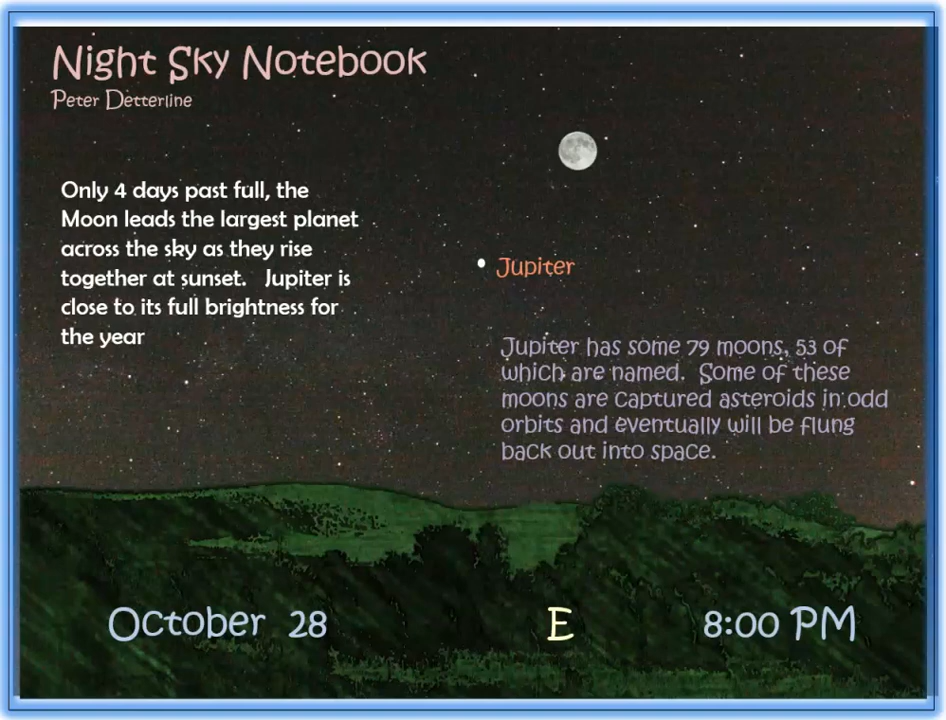 Night Sky Notebook
Peter Detterline
Only 4 days past full, the
Moon leads the largest planet
across the sky as they rise
together at sunset.   Jupiter is
close to its full brightness for
the year
Jupiter
Jupiter has some 79 moons, 53 of
which are named.  Some of these
moons are captured asteroids in odd
orbits and eventually will be flung
back out into space.
October 28
E
8:00 PM